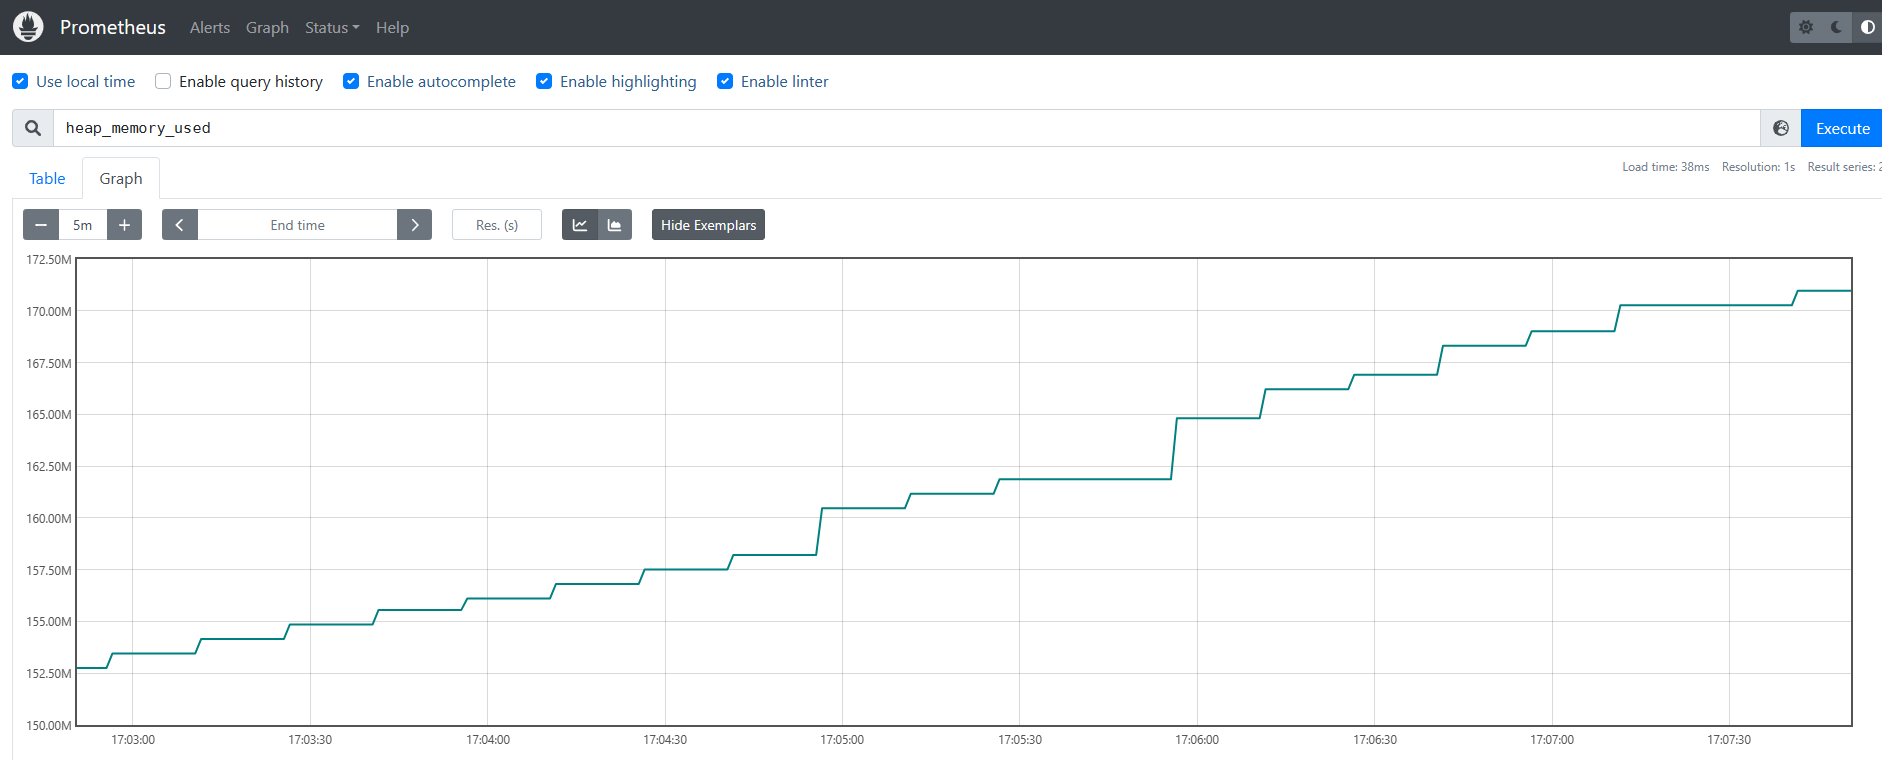 Prometheus Alerts Graph Status Help
Use local time Enable query history Enable autocomplete Enable highlighting Enable linter
heap_memory_used Execute
Table Graph Load time: 38ms Resolution: 1s Result series: 2
5m End time Res. (s) Hide Exemplars
172.50M
170.00M
167.50M
165.00M
162.50M
160.00M
157.50M
155.00M
152.50M
150.00M
17:03:00 17:03:30 17:04:00 17:04:30 17:05:00 17:05:30 17:06:00 17:06:30 17:07:00 17:07:30